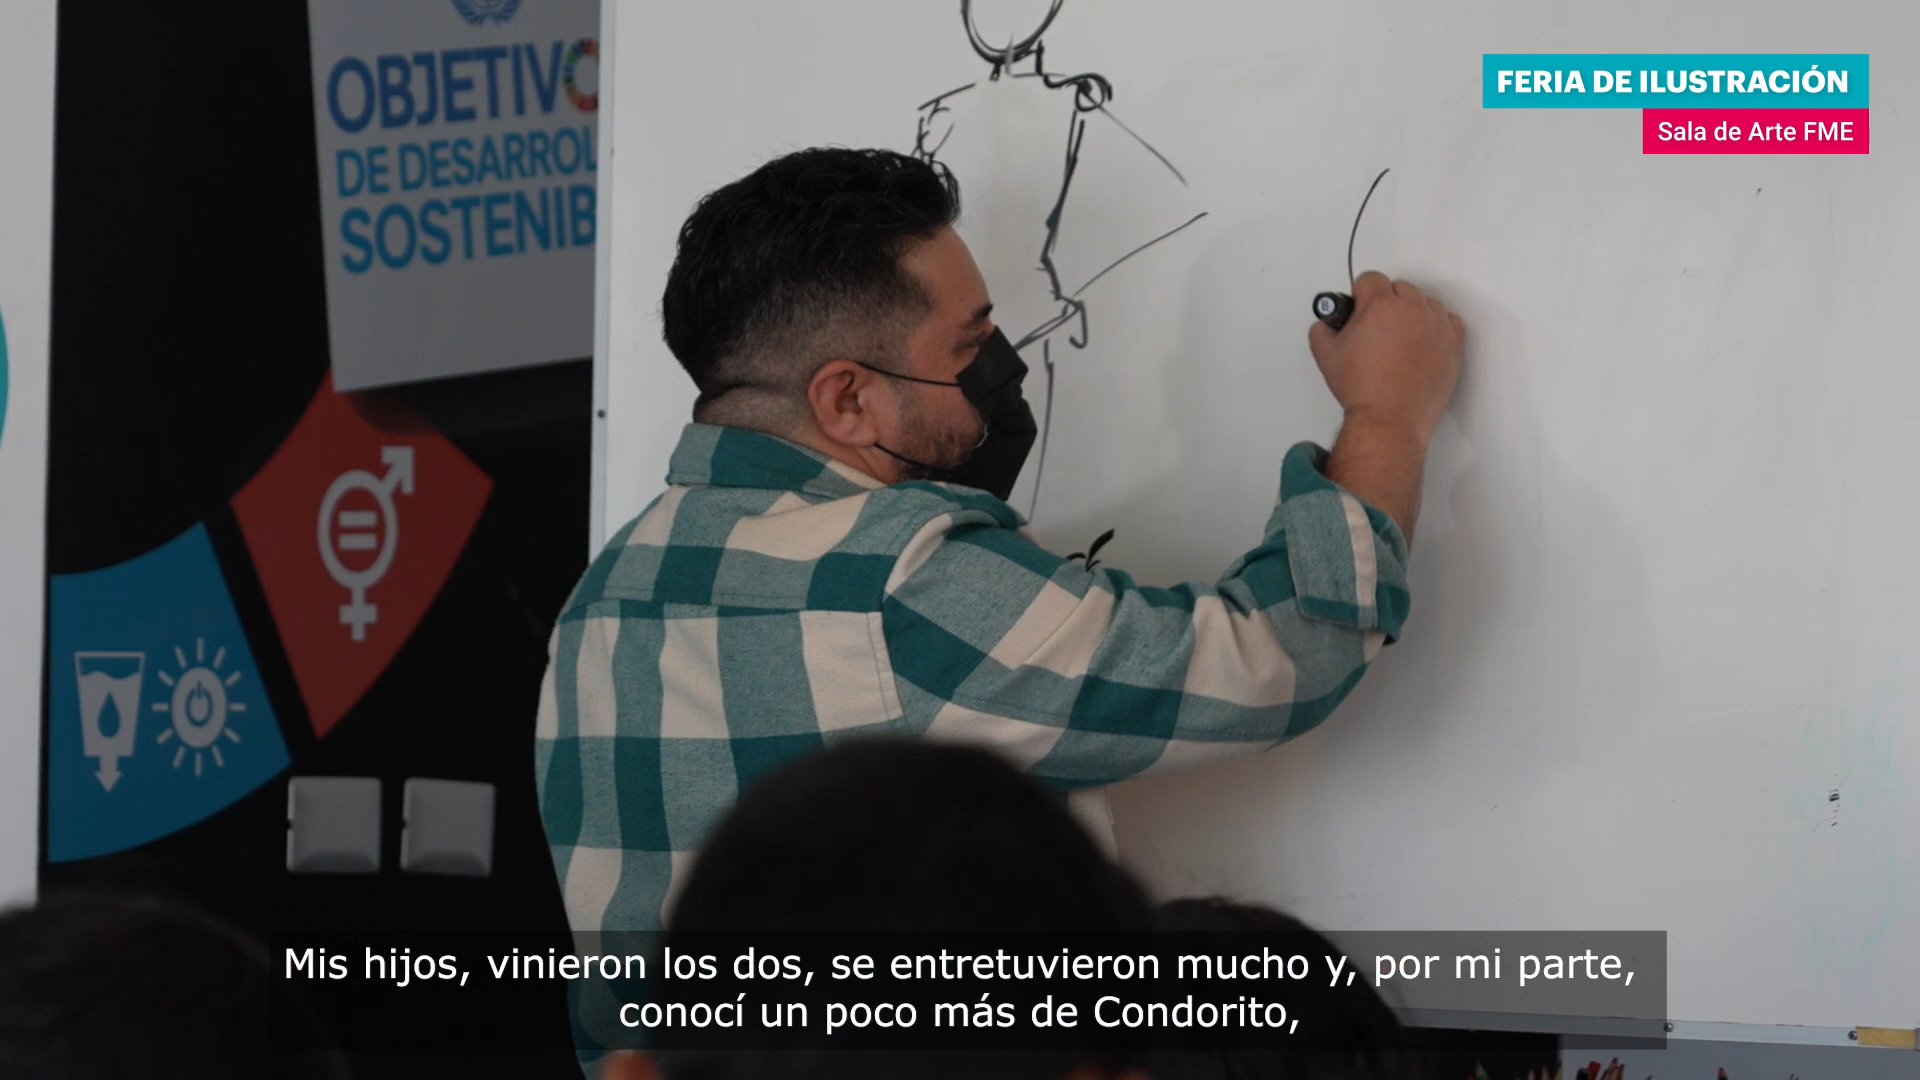 OBJETIVO
DE DESARROL
SOSTENIB
FERIA DE ILUSTRACIÓN
Sala de Arte FME
Mis hijos, vinieron los dos, se entretuvieron mucho y, por mi parte,
conocí un poco más de Condorito,